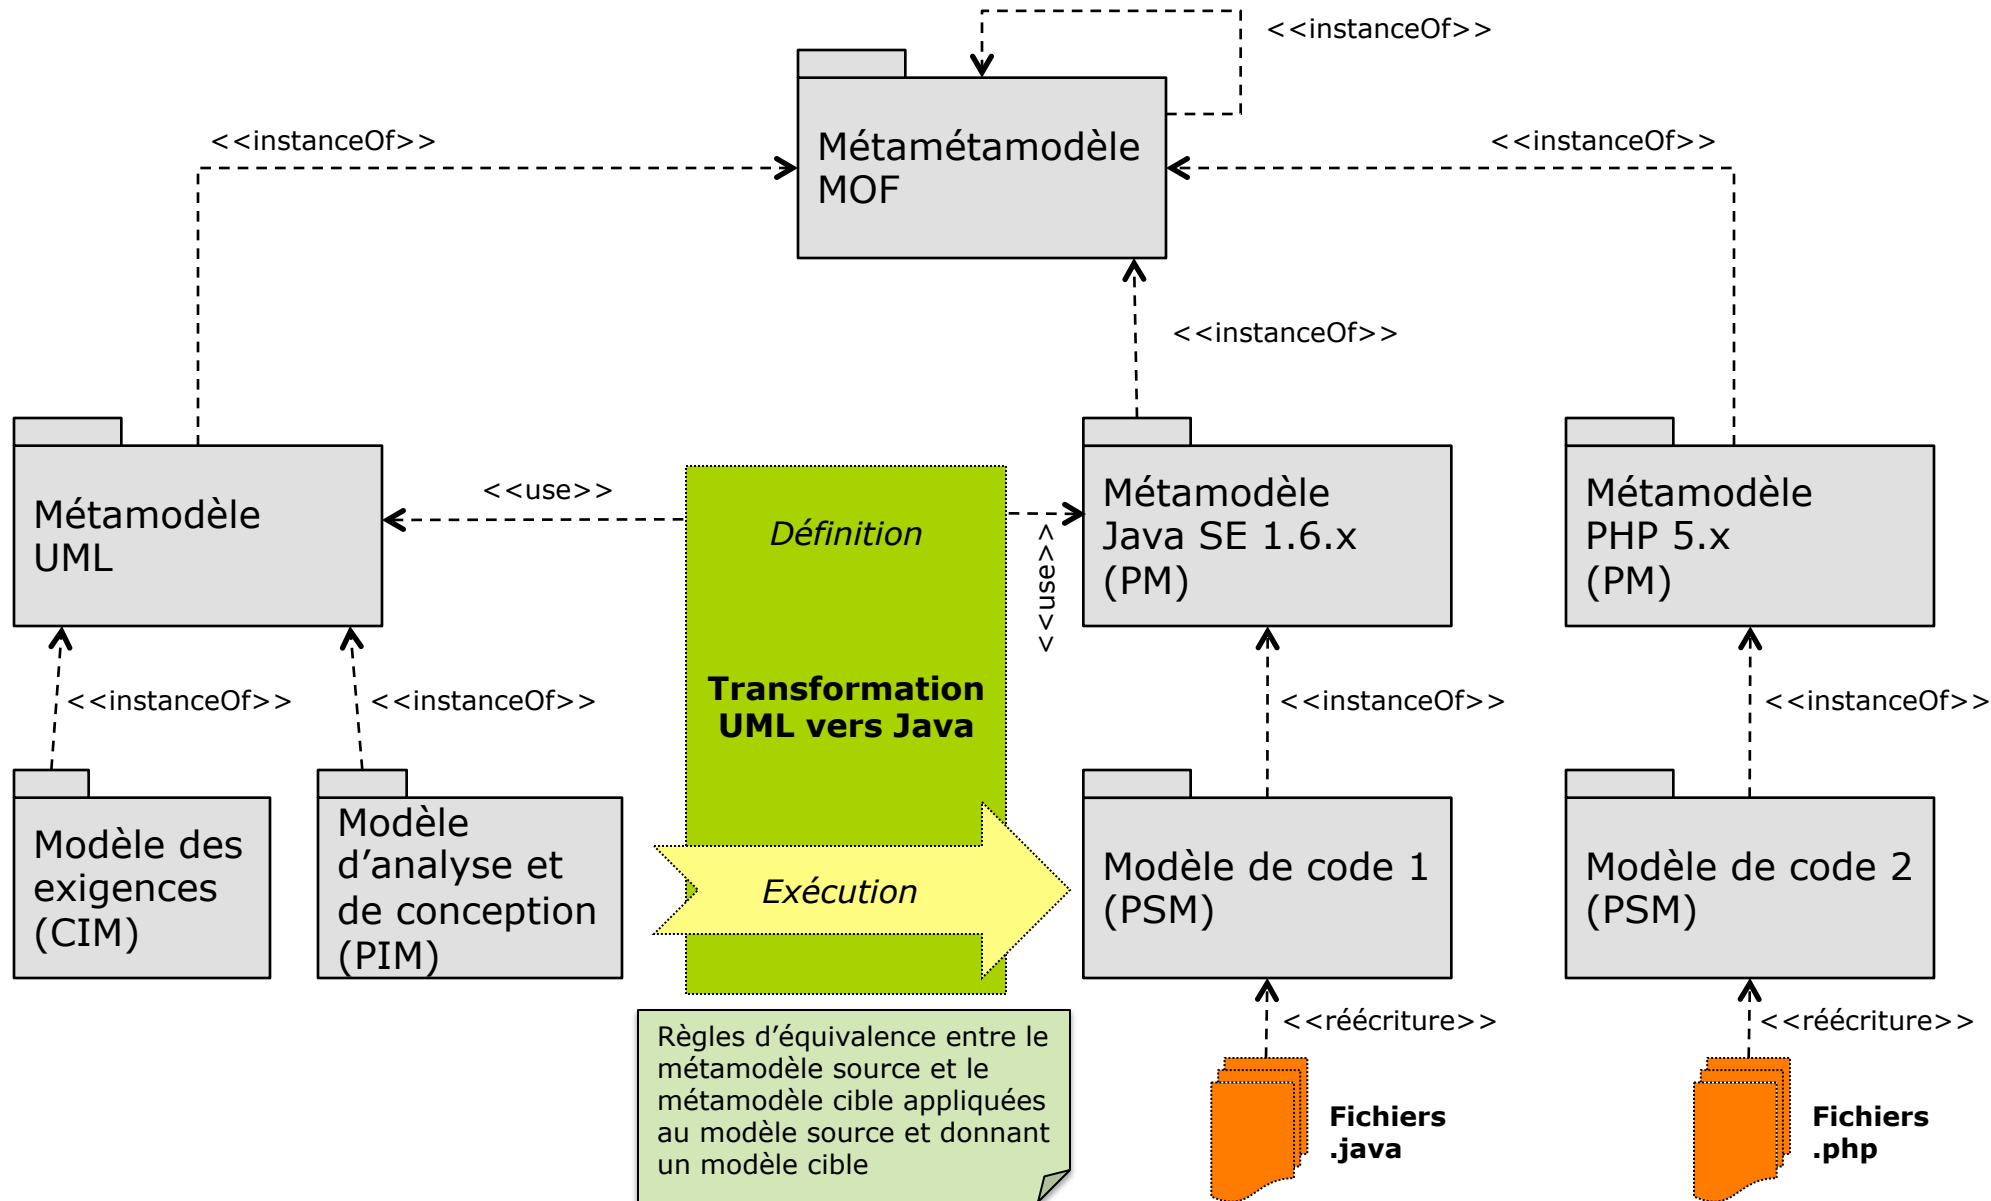 <<instanceOf>>
<<instanceOf>>
<<instanceOf>>
Métamétamodèle
MOF
<<instanceOf>>
Métamodèle
UML
<<use>>
Définition
<<use>>
Métamodèle
Java SE 1.6.x
(PM)
Métamodèle
PHP 5.x
(PM)
<<instanceOf>>
<<instanceOf>>
Transformation
UML vers Java
<<instanceOf>>
<<instanceOf>>
Modèle des
exigences
(CIM)
Modèle
d’analyse et
de conception
(PIM)
Exécution
Modèle de code 1
(PSM)
Modèle de code 2
(PSM)
<<réécriture>>
<<réécriture>>
Règles d’équivalence entre le
métamodèle source et le
métamodèle cible appliquées
au modèle source et donnant
un modèle cible
Fichiers
.java
Fichiers
.php